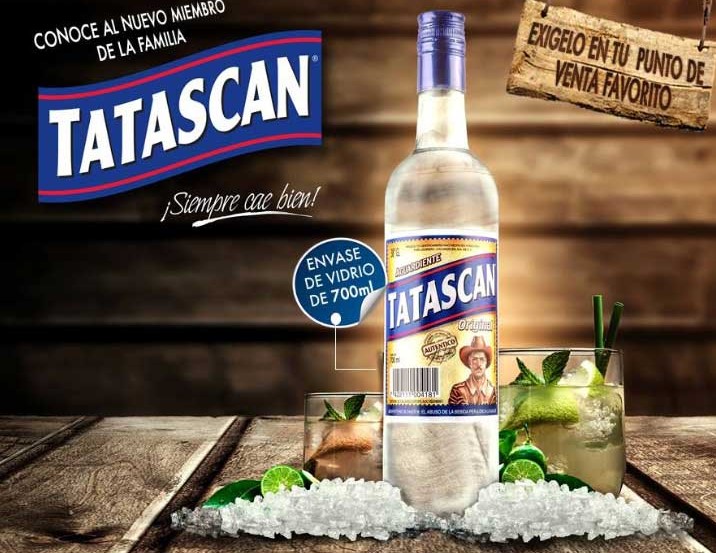 CONOCE AL NUEVO MIEMBRO
DE LA FAMILIA
TATASCAN®
¡Siempre cae bien!
EXIGELO EN TU PUNTO DE
VENTA FAVORITO
ENVASE
DE VIDRIO
DE 700ml
AGUARDIENTE
TATASCAN
Original
AUTENTICO